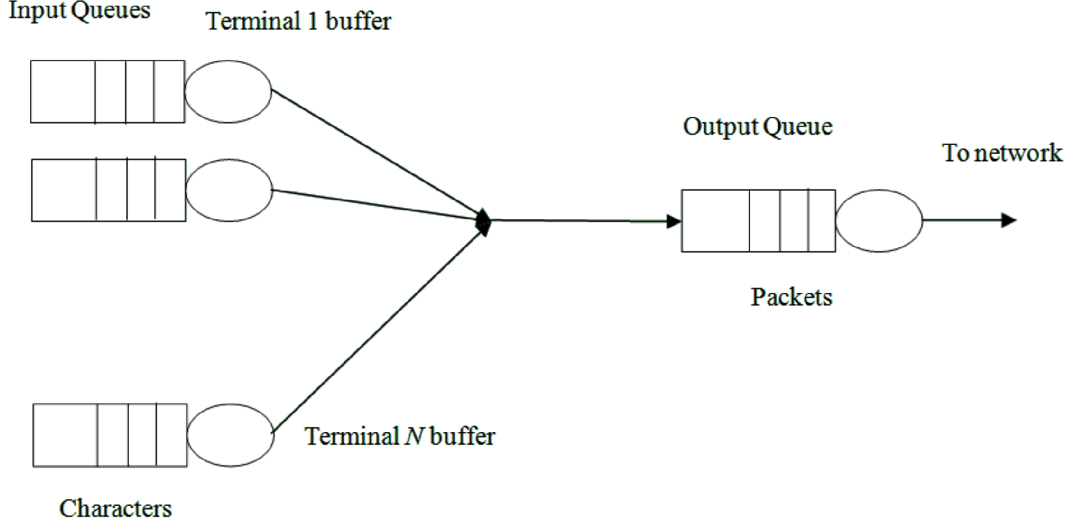 Input Queues
Terminal 1 buffer
Output Queue
To network
Packets
Terminal N buffer
Characters